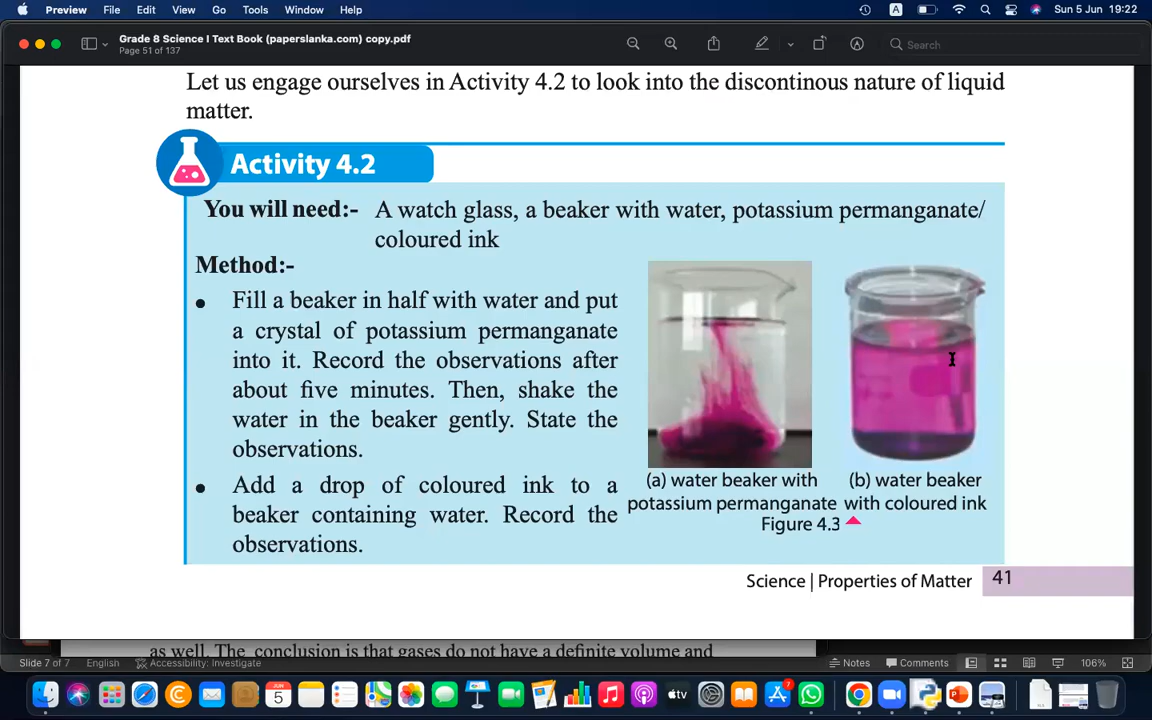 Preview File Edit View Go Tools Window Help A Sun 5 Jun 19:22
Grade 8 Science I Text Book (paperslanka.com) copy.pdf
Page 51 of 137
Search
Let us engage ourselves in Activity 4.2 to look into the discontinous nature of liquid
matter.
Activity 4.2
You will need:- A watch glass, a beaker with water, potassium permanganate/
coloured ink
Method:-
• Fill a beaker in half with water and put
a crystal of potassium permanganate
into it. Record the observations after
about five minutes. Then, shake the
water in the beaker gently. State the
observations.
• Add a drop of coloured ink to a
beaker containing water. Record the
observations.
(a) water beaker with
potassium permanganate
(b) water beaker
with coloured ink
Figure 4.3
Science | Properties of Matter 41
as well. The conclusion is that gases do not have a definite volume and
Slide 7 of 7 English Accessibility: Investigate Notes Comments 106%
JUN
5
tv
7